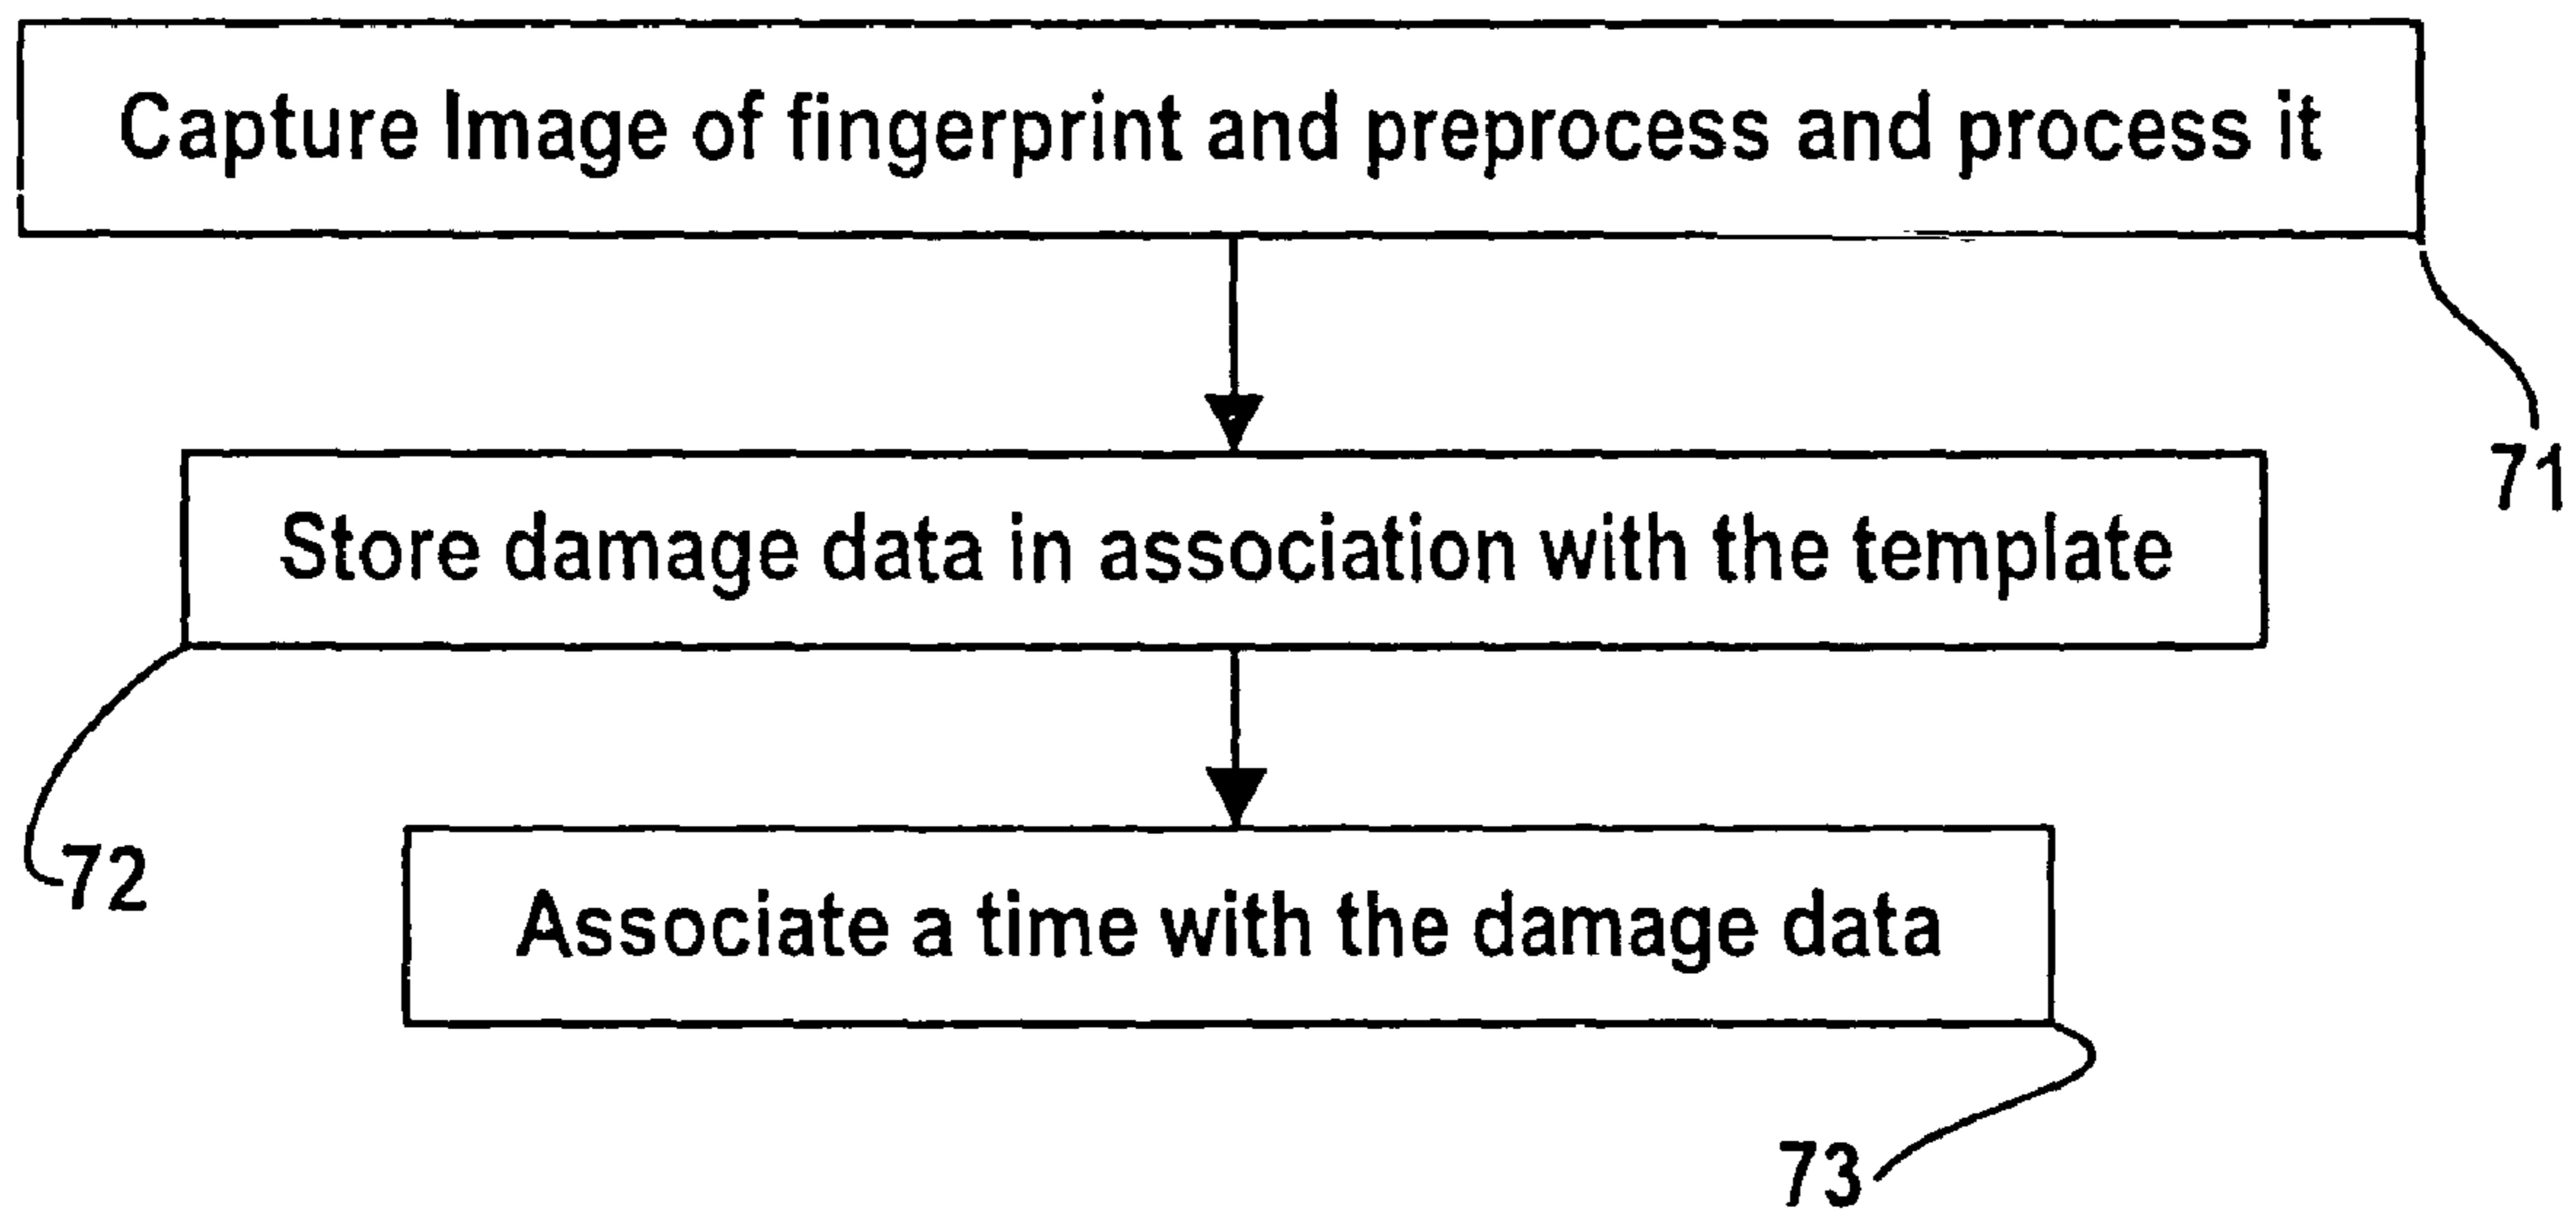 Capture Image of fingerprint and preprocess and process it
71
Store damage data in association with the template
72
Associate a time with the damage data
73